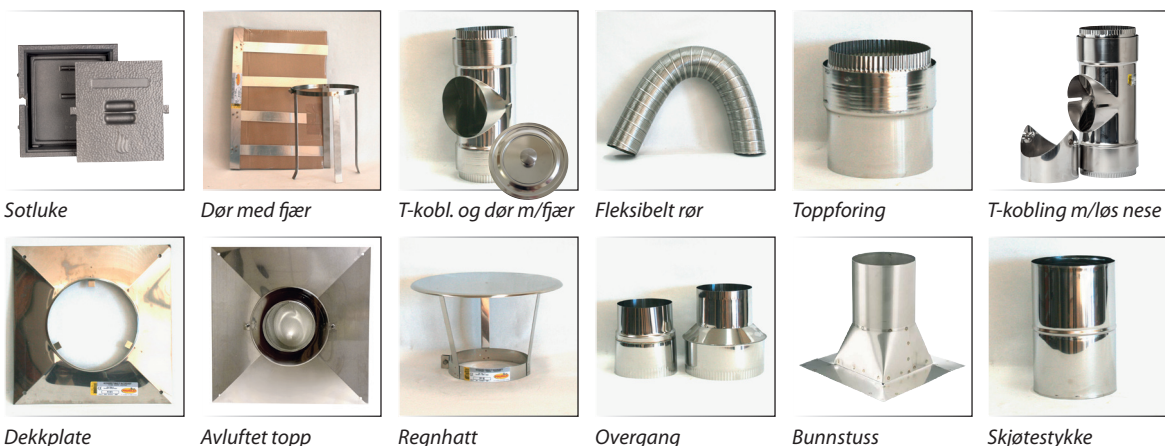 Sotluke
Dør med fjær
T-kobl. og dør m/fjær
Fleksibelt rør
Toppforing
T-kobling m/løs nese
Dekkplate
Avluftet topp
Regnhatt
Overgang
Bunnstuss
Skjøtestykke